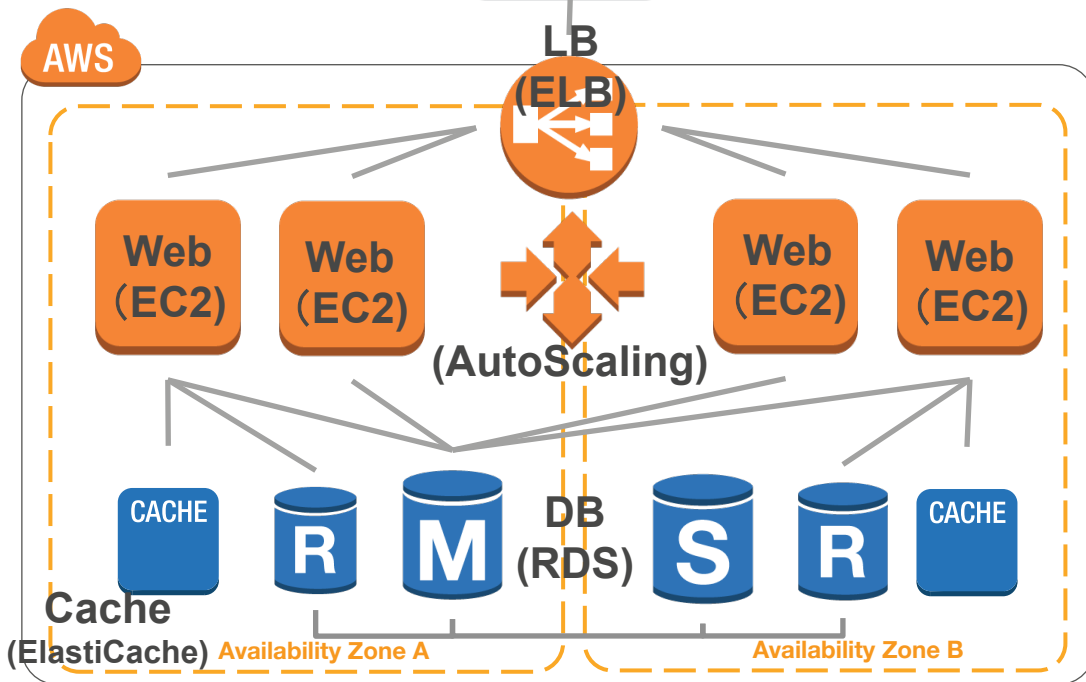 AWS
LB
(ELB)
Web
（EC2)
Web
（EC2)
Web
（EC2)
Web
（EC2)
(AutoScaling)
CACHE
R
M
DB
(RDS)
S
R
CACHE
Cache
(ElastiCache)
Availability Zone A
Availability Zone B